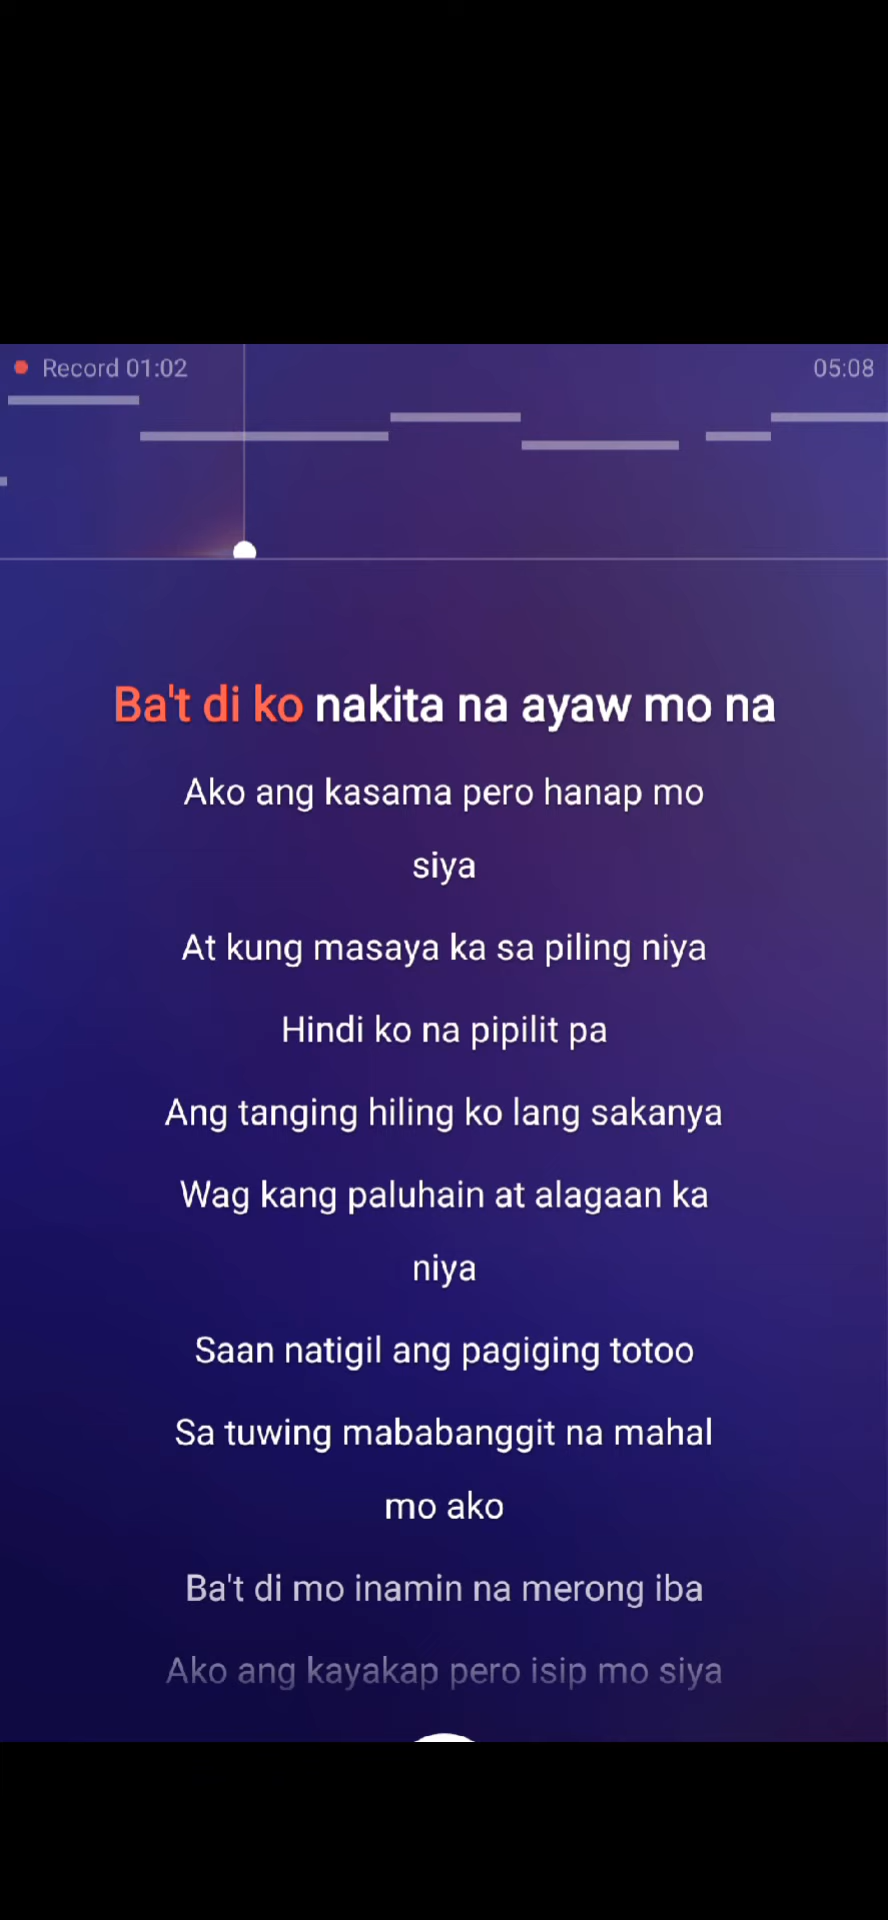 Record 01:02
05:08
Ba't di ko nakita na ayaw mo na
Ako ang kasama pero hanap mo
siya
At kung masaya ka sa piling niya
Hindi ko na pipilit pa
Ang tanging hiling ko lang sakanya
Wag kang paluhain at alagaan ka
niya
Saan natigil ang pagiging totoo
Sa tuwing mababanggit na mahal
mo ako
Ba't di mo inamin na merong iba
Ako ang kayakap pero isip mo siya